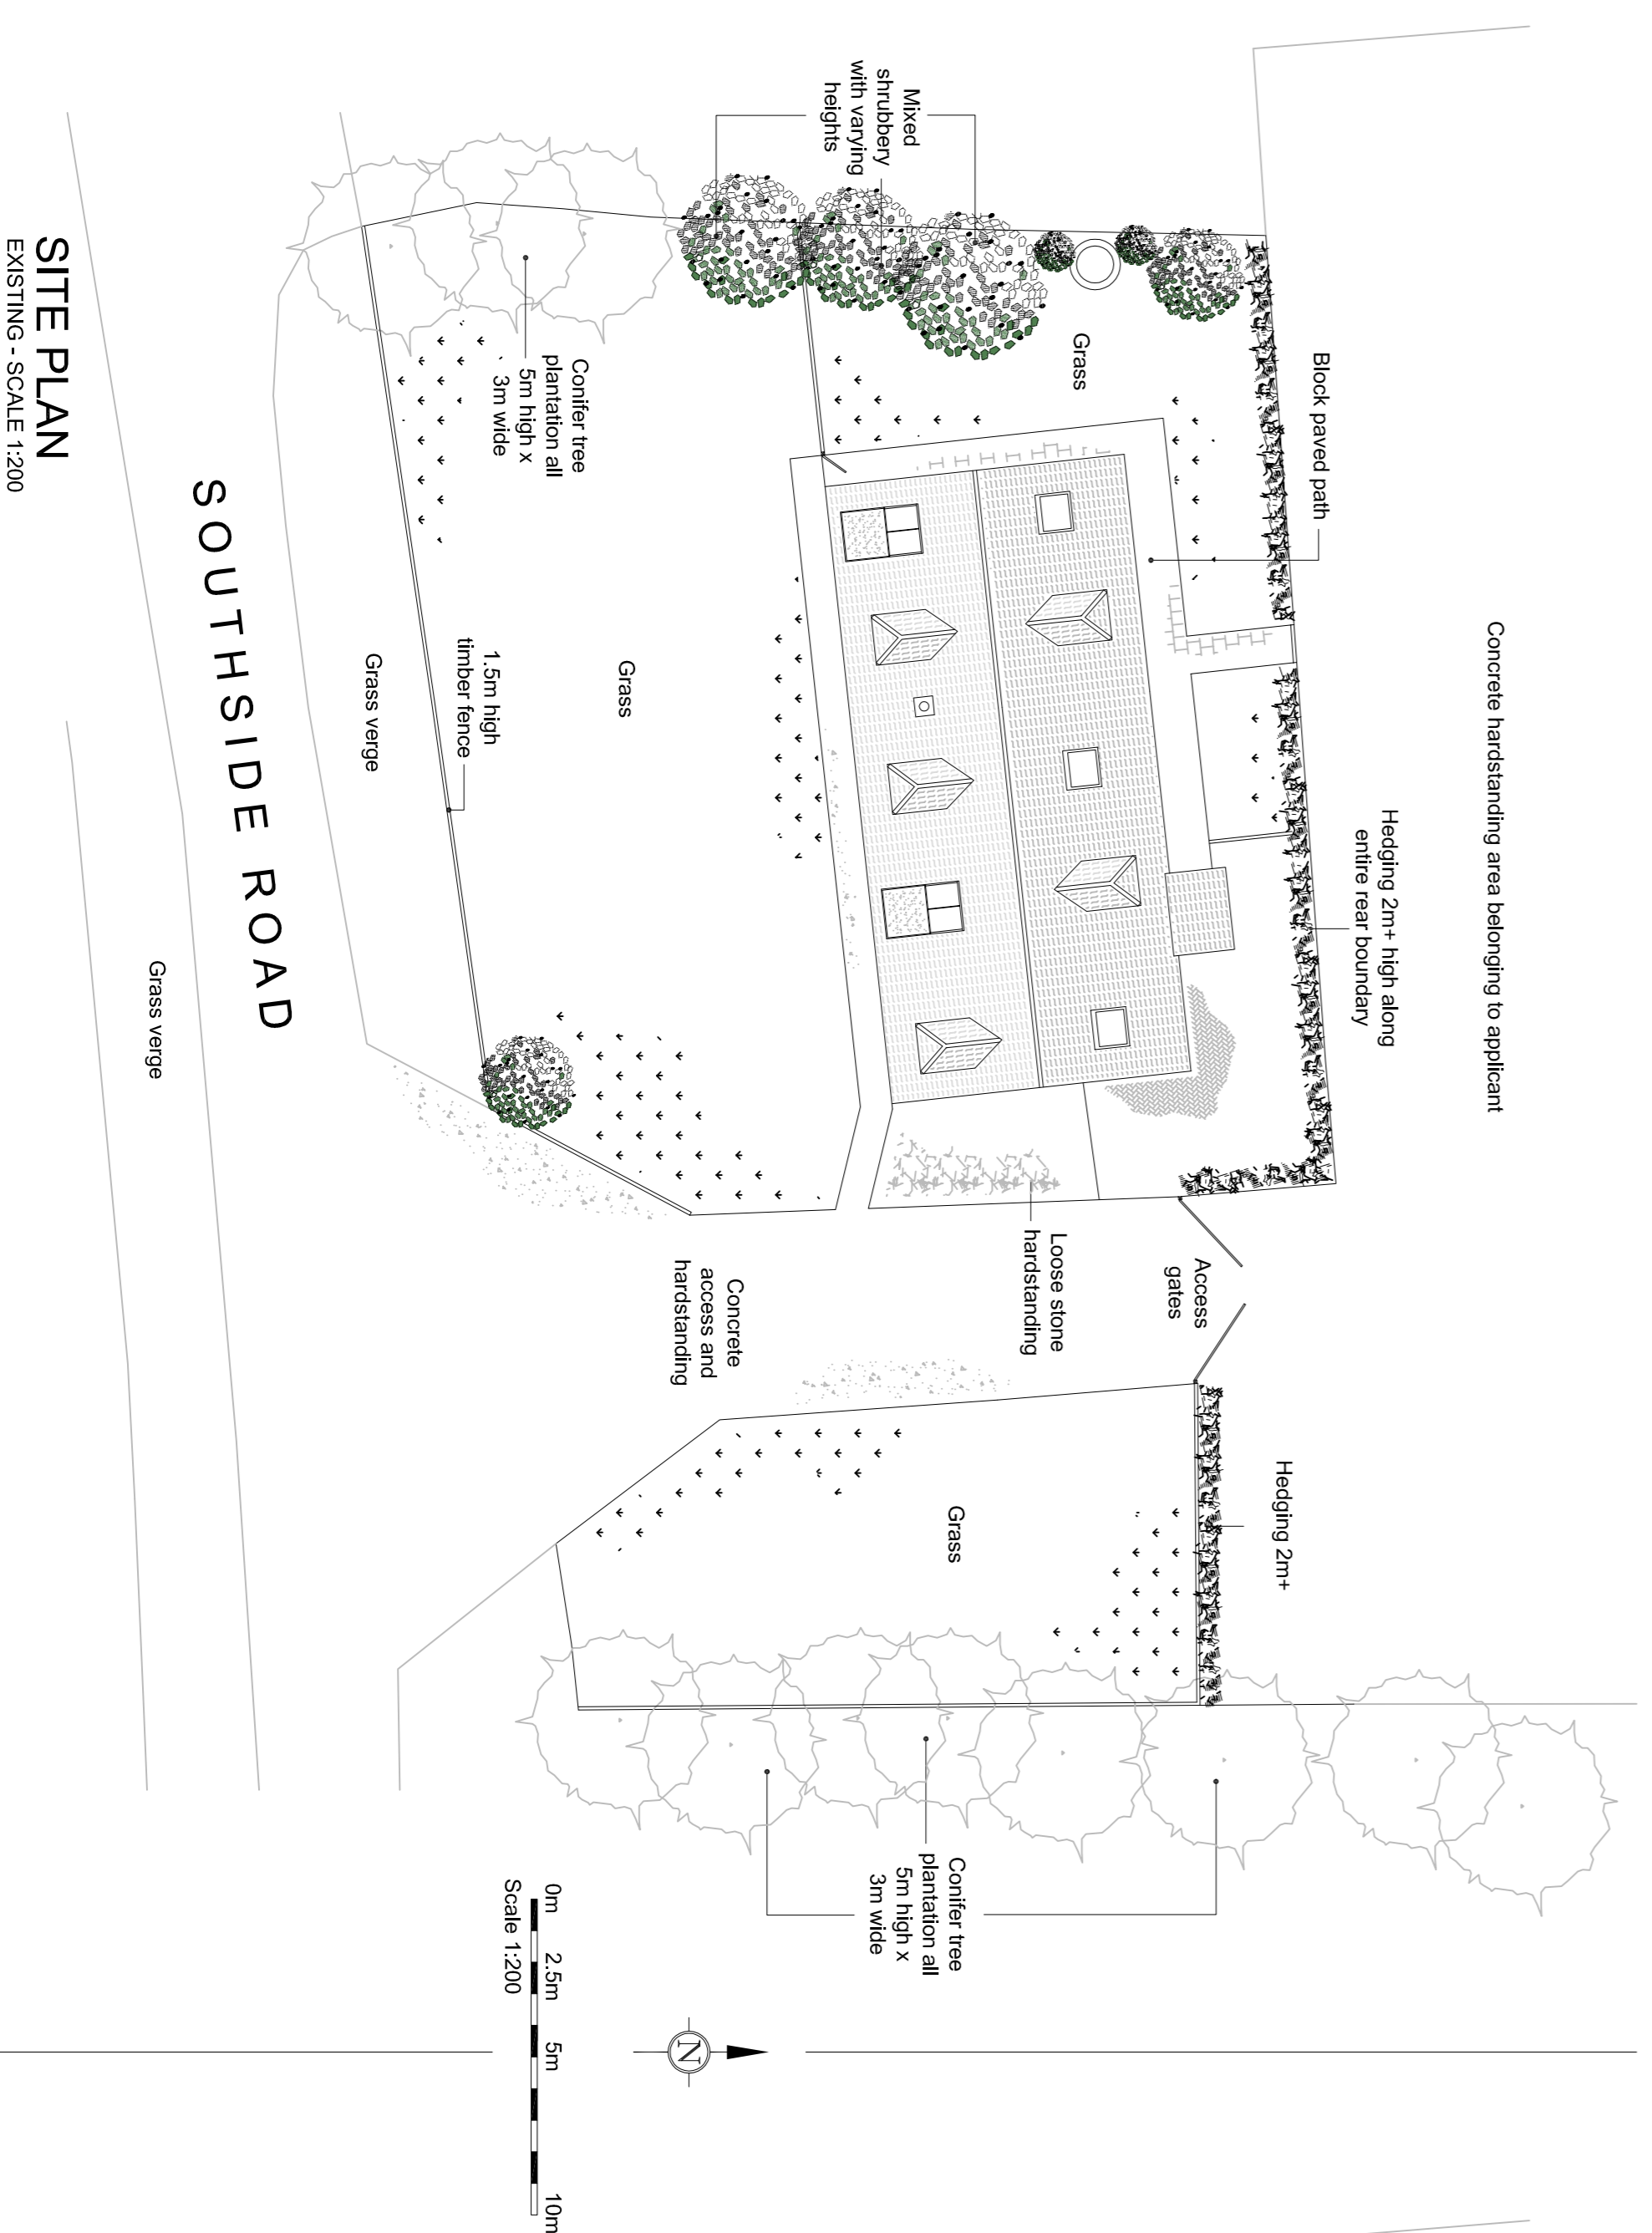 Concrete hardstanding area belonging to applicant
Block paved path
Hedging 2m+ high along
entire rear boundary
Hedging 2m+
Mixed
shrubbery
with varying
heights
Grass
Access
gates
Loose stone
hardstanding
Grass
Conifer tree
plantation all
5m high x
3m wide
Concrete
access and
hardstanding
Grass
Conifer tree
plantation all
5m high x
3m wide
1.5m high
timber fence
Grass verge
SOUTHSIDE ROAD
Grass verge
N
0m 2.5m 5m 10m
Scale 1:200
SITE PLAN
EXISTING - SCALE 1:200